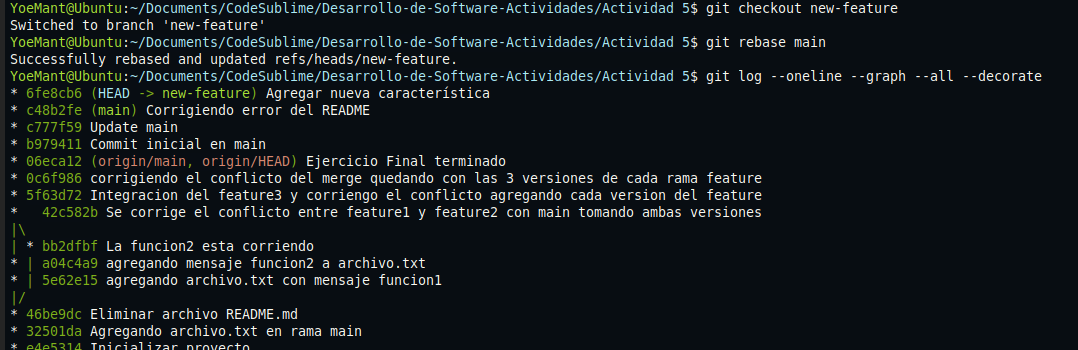 YoeMant@Ubuntu:~/Documents/CodeSublime/Desarrollo-de-Software-Actividades/Actividad 5$ git checkout new-feature
Switched to branch 'new-feature'
YoeMant@Ubuntu:~/Documents/CodeSublime/Desarrollo-de-Software-Actividades/Actividad 5$ git rebase main
Successfully rebased and updated refs/heads/new-feature.
YoeMant@Ubuntu:~/Documents/CodeSublime/Desarrollo-de-Software-Actividades/Actividad 5$ git log --oneline --graph --all --decorate
* 6fe8cb6 (HEAD -> new-feature) Agregar nueva característica
* c48b2fe (main) Corrigiendo error del README
* c777f59 Update main
* b979411 Commit inicial en main
* 06eca12 (origin/main, origin/HEAD) Ejercicio Final terminado
* 0c6f986 corrigiendo el conflicto del merge quedando con las 3 versiones de cada rama feature
* 5f63d72 Integracion del feature3 y corriengo el conflicto agregando cada version del feature
*   42c582b Se corrige el conflicto entre feature1 y feature2 con main tomando ambas versiones
|\
| * bb2dfbf La funcion2 esta corriendo
* | a04c4a9 agregando mensaje funcion2 a archivo.txt
* | 5e62e15 agregando archivo.txt con mensaje funcion1
|/
* 46be9dc Eliminar archivo README.md
* 32501da Agregando archivo.txt en rama main
* e4e5314 Inicializar proyecto